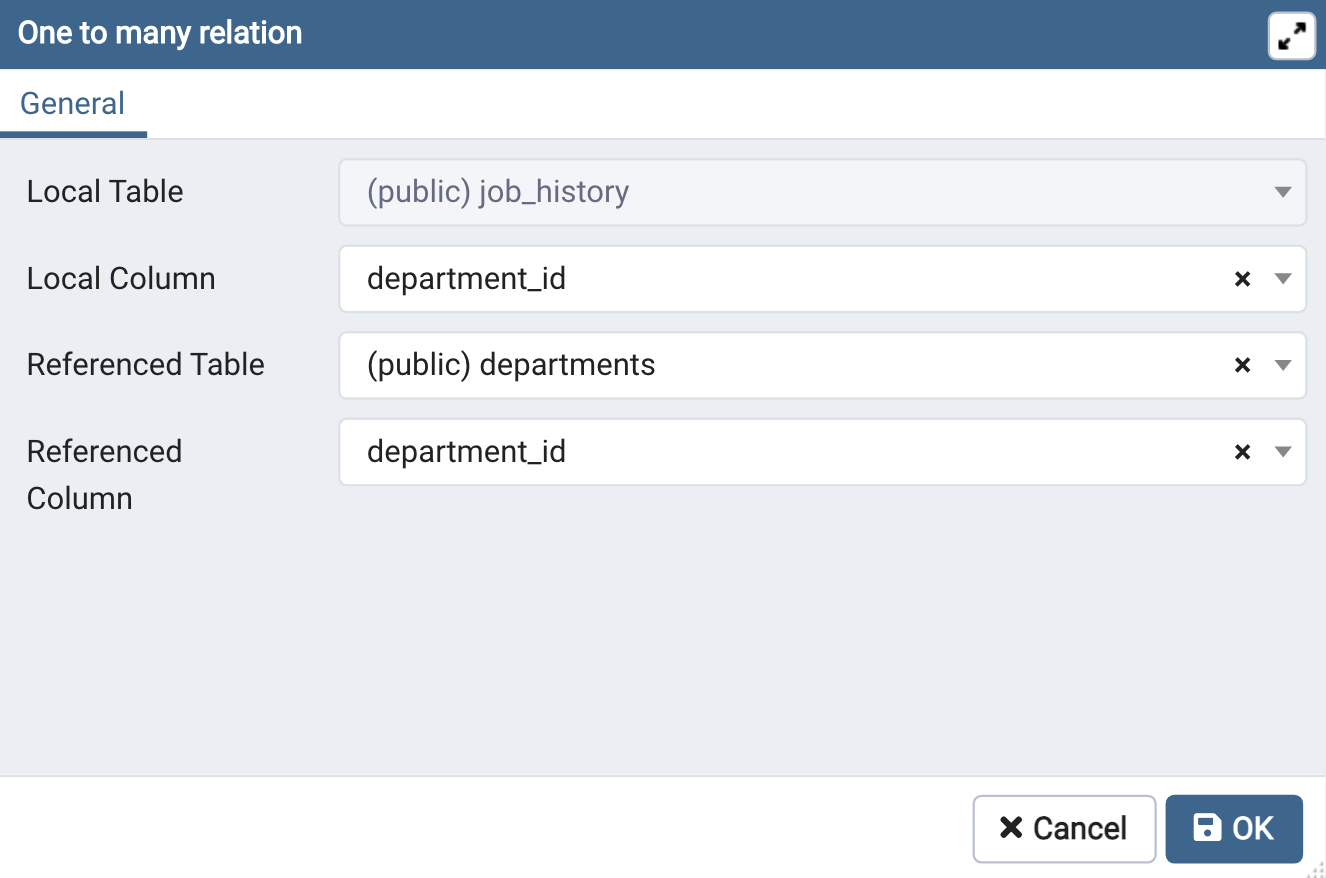 One to many relation
General
Local Table
(public) job_history
Local Column
department_id
Referenced Table
(public) departments
Referenced
Column
department_id
Cancel
OK